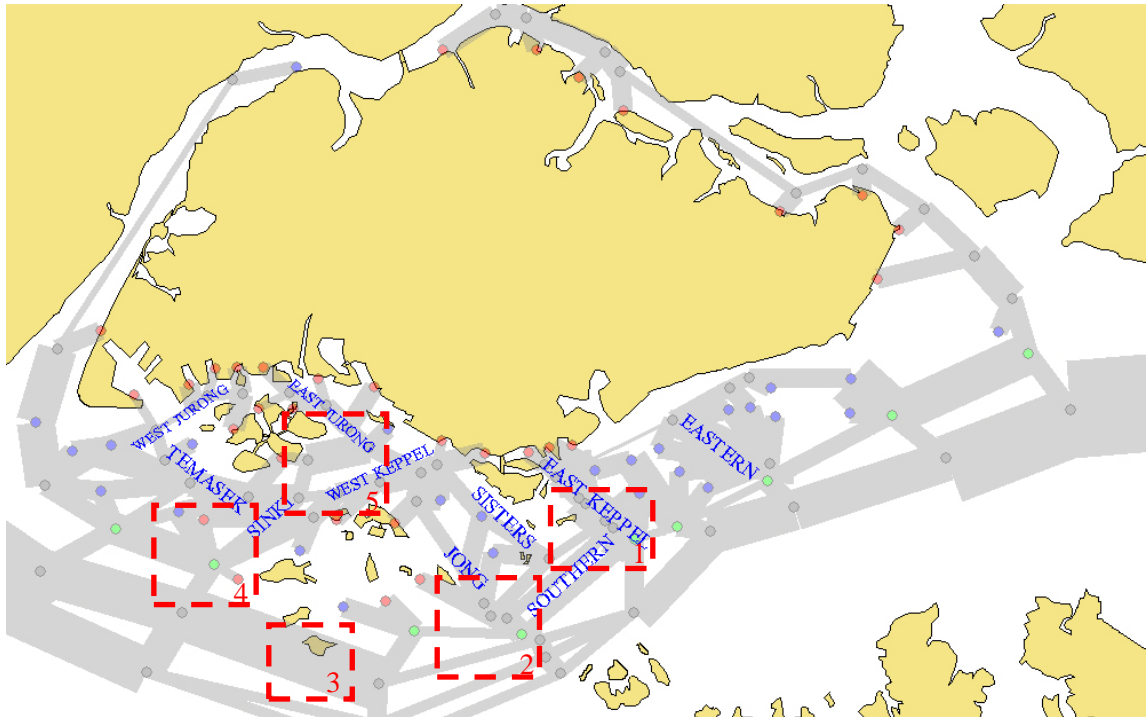 EASTERN
WEST JURONG
EAST JURONG
TEMASEK
WEST KEPPEL
EAST KEPPEL
SINKI
SISTERS
SOUTHERN
JONG
5
1
4
2
3